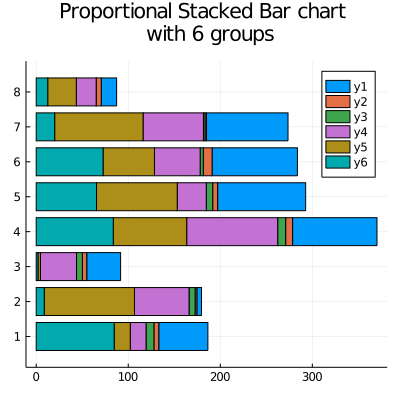 Proportional Stacked Bar chart
with 6 groups
y1
y2
y3
y4
y5
y6
8
7
6
5
4
3
2
1
0 100 200 300